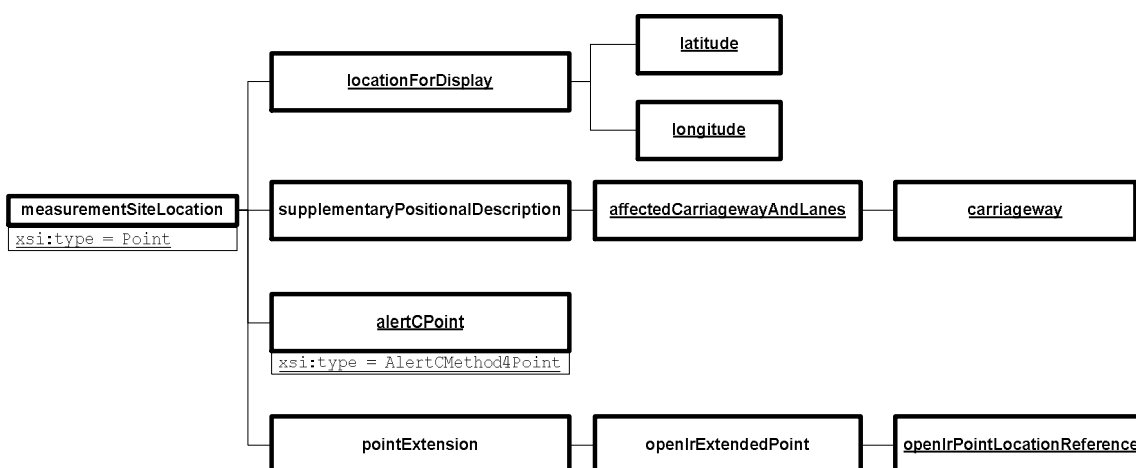 latitude
locationForDisplay
longitude
measurementSiteLocation
supplementaryPositionalDescription
affectedCarriagewayAndLanes
carriageway
xsi:type = Point
alertCPoint
xsi:type = AlertCMethod4Point
pointExtension
openlrExtendedPoint
openlrPointLocationReference